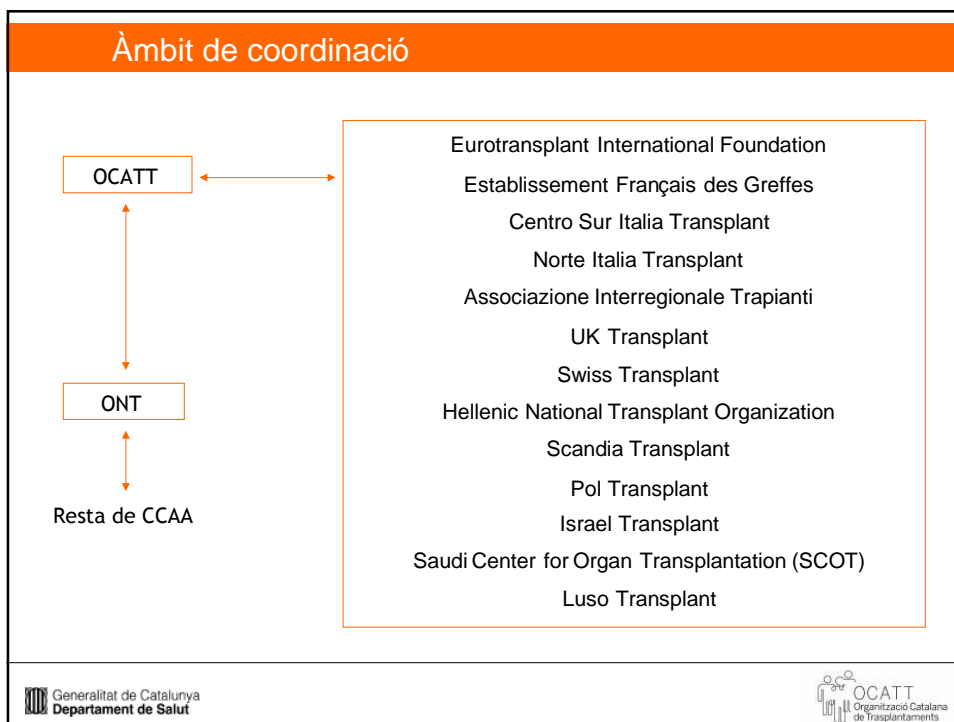 Àmbit de coordinació
OCATT
ONT
Resta de CCAA
Eurotransplant International Foundation
Establissement Français des Greffes
Centro Sur Italia Transplant
Norte Italia Transplant
Associazione Interregionale Trapianti
UK Transplant
Swiss Transplant
Hellenic National Transplant Organization
Scandia Transplant
Pol Transplant
Israel Transplant
Saudi Center for Organ Transplantation (SCOT)
Luso Transplant
Generalitat de Catalunya
Departament de Salut
OCATT
Organització Catalana
de Trasplantaments